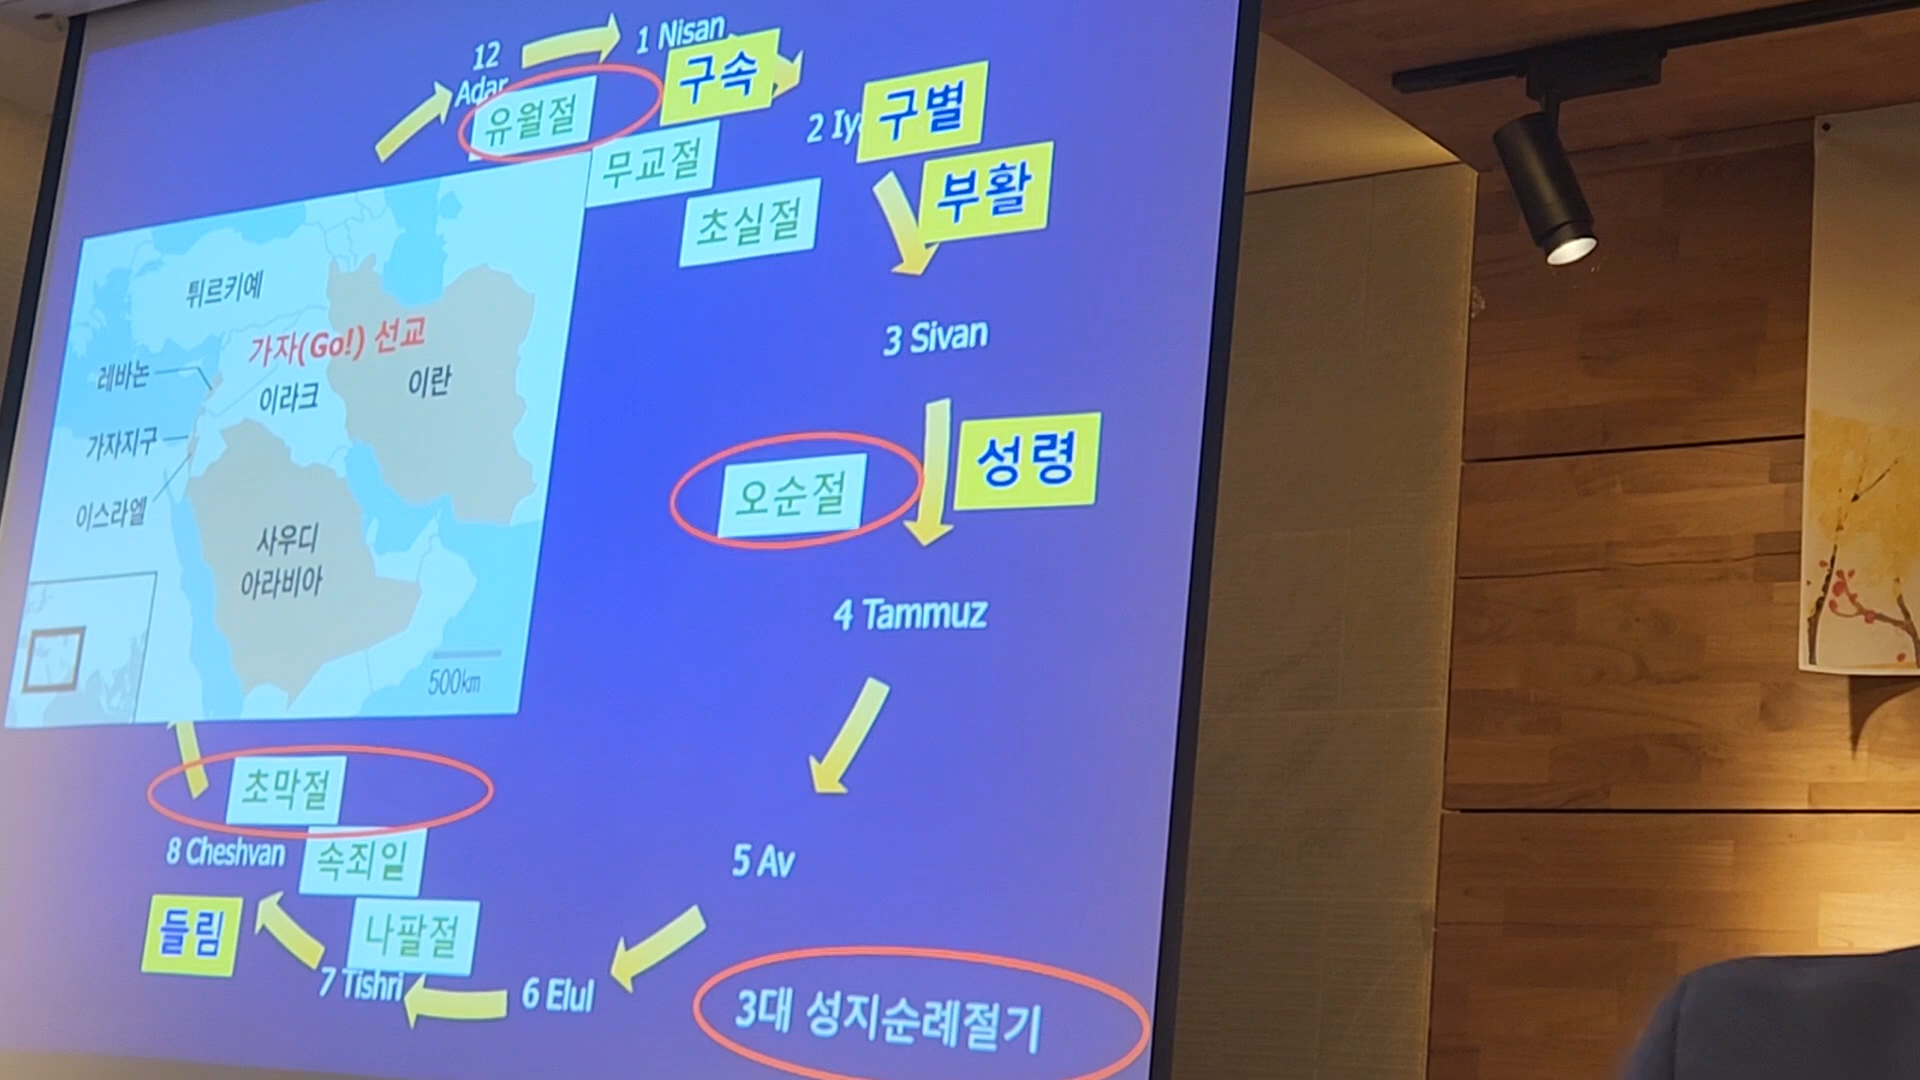 12
Adar
1 Nisan
구속
유월절
무교절
초실절
2 Iy
구별
부활
3 Sivan
오순절
성령
4 Tammuz
5 Av
6 Elul
7 Tishri
나팔절
들림
속죄일
8 Cheshvan
초막절
3대 성지순례절기
튀르키예
가자(Go!) 선교
레바논
이라크
이란
가자지구
이스라엘
사우디
아라비아
500km